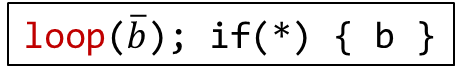 loop(b̅); if(*) { b }